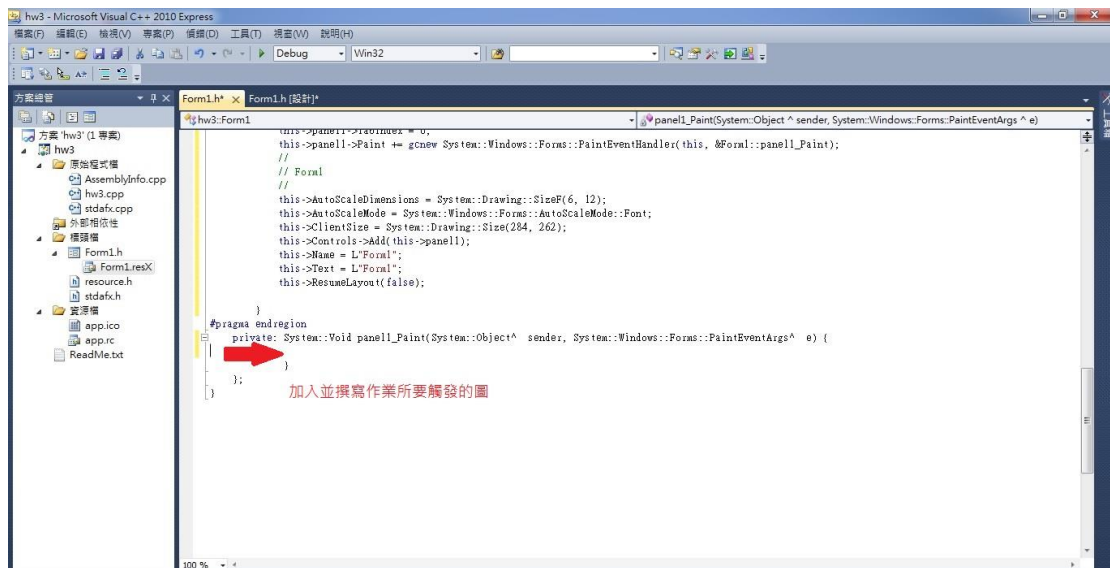 hw3 - Microsoft Visual C++ 2010 Express
檔案(F) 編輯(E) 檢視(V) 專案(P) 偵錯(D) 工具(T) 視窗(W) 說明(H)
Debug Win32
方案總管
Form1.h* Form1.h [設計]*
hw3::Form1 panel1_Paint(System::Object ^ sender, System::Windows::Forms::PaintEventArgs ^ e)
方案 'hw3' (1 專案)
hw3
原始程式檔
AssemblyInfo.cpp
hw3.cpp
stdafx.cpp
外部相依性
標頭檔
Form1.h
Form1.resX
resource.h
stdafx.h
資源檔
app.ico
app.rc
ReadMe.txt
this->panel1->TabIndex = 0;
this->panel1->Paint += gcnew System::Windows::Forms::PaintEventHandler(this, &Form1::panel1_Paint);
//
// Form1
//
this->AutoScaleDimensions = System::Drawing::SizeF(6, 12);
this->AutoScaleMode = System::Windows::Forms::AutoScaleMode::Font;
this->ClientSize = System::Drawing::Size(284, 262);
this->Controls->Add(this->panel1);
this->Name = L"Form1";
this->Text = L"Form1";
this->ResumeLayout(false);
}
#pragma endregion
private: System::Void panel1_Paint(System::Object^ sender, System::Windows::Forms::PaintEventArgs^ e) {
}
};
}
加入並撰寫作業所要觸發的圖
100 %